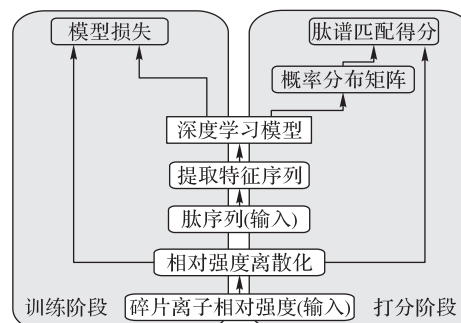 模型损失
肽谱匹配得分
概率分布矩阵
深度学习模型
提取特征序列
肽序列(输入)
相对强度离散化
训练阶段
碎片离子相对强度(输入)
打分阶段